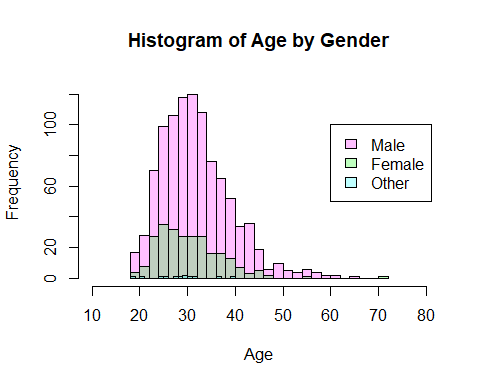 Histogram of Age by Gender
Frequency
100
60
20
0
Male
Female
Other
10 20 30 40 50 60 70 80
Age